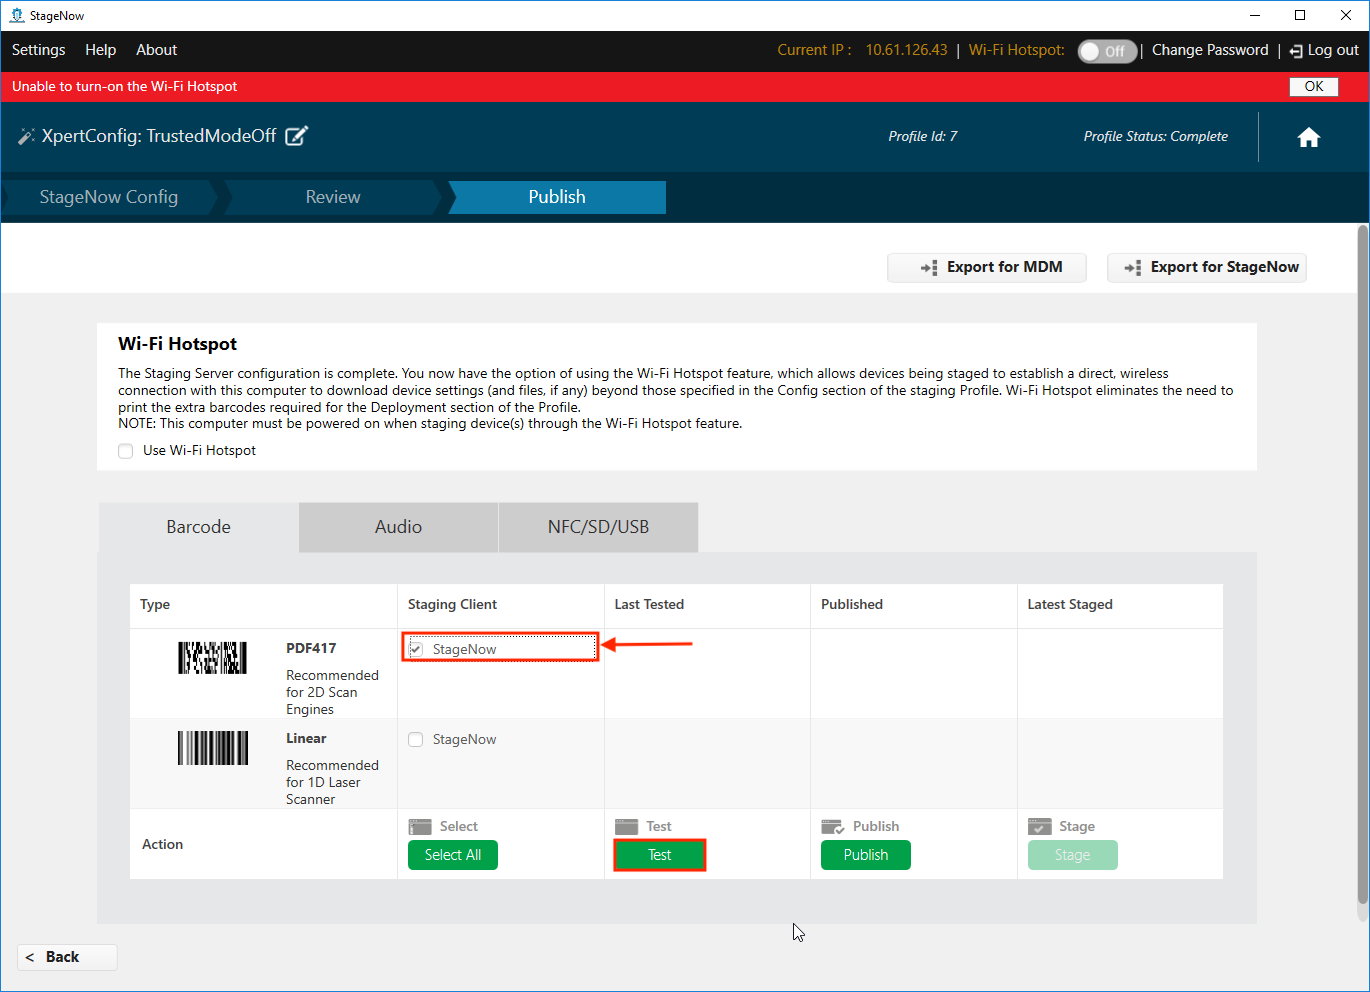 StageNow
Settings Help About Current IP : 10.61.126.43 | Wi-Fi Hotspot: Off | Change Password | Log out
Unable to turn-on the Wi-Fi Hotspot OK
XpertConfig: TrustedModeOff Profile Id: 7 Profile Status: Complete
StageNow Config Review Publish
Export for MDM Export for StageNow
Wi-Fi Hotspot
The Staging Server configuration is complete. You now have the option of using the Wi-Fi Hotspot feature, which allows devices being staged to establish a direct, wireless
connection with this computer to download device settings (and files, if any) beyond those specified in the Config section of the staging Profile. Wi-Fi Hotspot eliminates the need to
print the extra barcodes required for the Deployment section of the Profile.
NOTE: This computer must be powered on when staging device(s) through the Wi-Fi Hotspot feature.
Use Wi-Fi Hotspot
Barcode Audio NFC/SD/USB
Type Staging Client Last Tested Published Latest Staged
PDF417 StageNow
Recommended
for 2D Scan
Engines
Linear StageNow
Recommended
for 1D Laser
Scanner
Select Test Publish Stage
Action
Select All Test Publish Stage
< Back